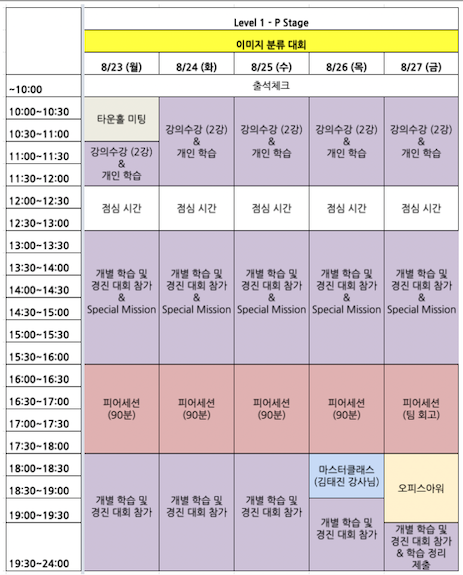 Level 1 - P Stage
이미지 분류 대회
8/23 (월) 8/24 (화) 8/25 (수) 8/26 (목) 8/27 (금)
~10:00 출석체크
10:00~10:30
10:30~11:00
11:00~11:30
11:30~12:00
타운홀 미팅
강의수강 (2강)
&
개인 학습
강의수강 (2강)
&
개인 학습
강의수강 (2강)
&
개인 학습
강의수강 (2강)
&
개인 학습
강의수강 (2강)
&
개인 학습
12:00~12:30
12:30~13:00
점심 시간 점심 시간 점심 시간 점심 시간 점심 시간
13:00~13:30
13:30~14:00
14:00~14:30
14:30~15:00
15:00~15:30
15:30~16:00
개별 학습 및
경진 대회 참가
&
Special Mission
개별 학습 및
경진 대회 참가
&
Special Mission
개별 학습 및
경진 대회 참가
&
Special Mission
개별 학습 및
경진 대회 참가
&
Special Mission
개별 학습 및
경진 대회 참가
&
Special Mission
16:00~16:30
16:30~17:00
17:00~17:30
17:30~18:00
피어세션
(90분)
피어세션
(90분)
피어세션
(90분)
피어세션
(90분)
피어세션
(팀 회고)
18:00~18:30
18:30~19:00
19:00~19:30
19:30~24:00
개별 학습 및
경진 대회 참가
개별 학습 및
경진 대회 참가
개별 학습 및
경진 대회 참가
마스터클래스
(김태진 강사님)
개별 학습 및
경진 대회 참가
오피스아워
개별 학습 및
경진 대회 참가
& 학습 정리
제출